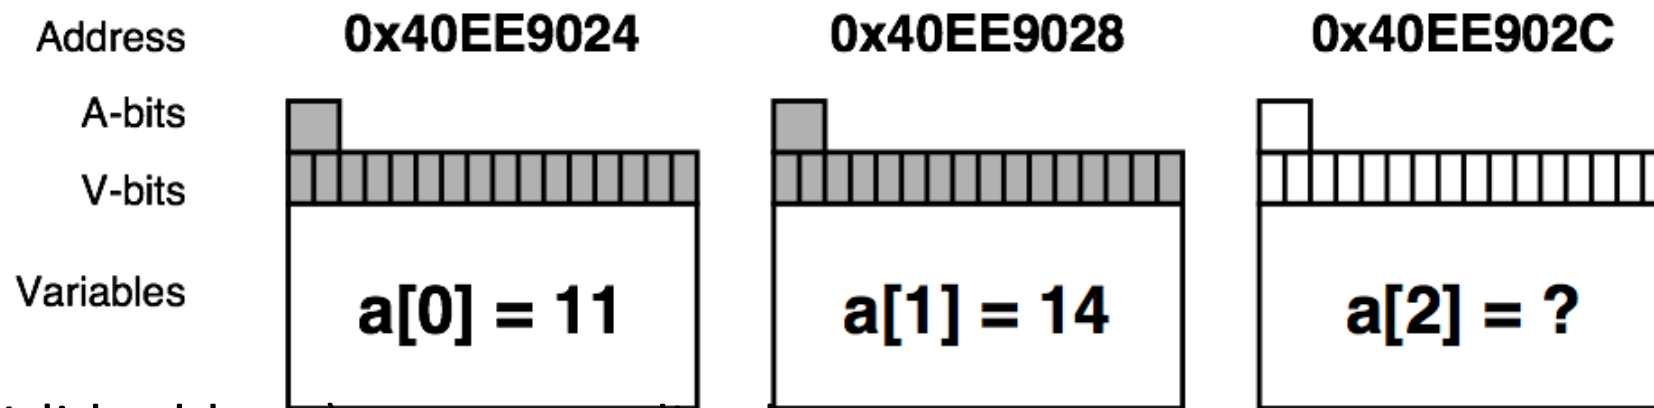 Address 0x40EE9024 0x40EE9028 0x40EE902C
A-bits
V-bits
Variables a[0] = 11 a[1] = 14 a[2] = ?